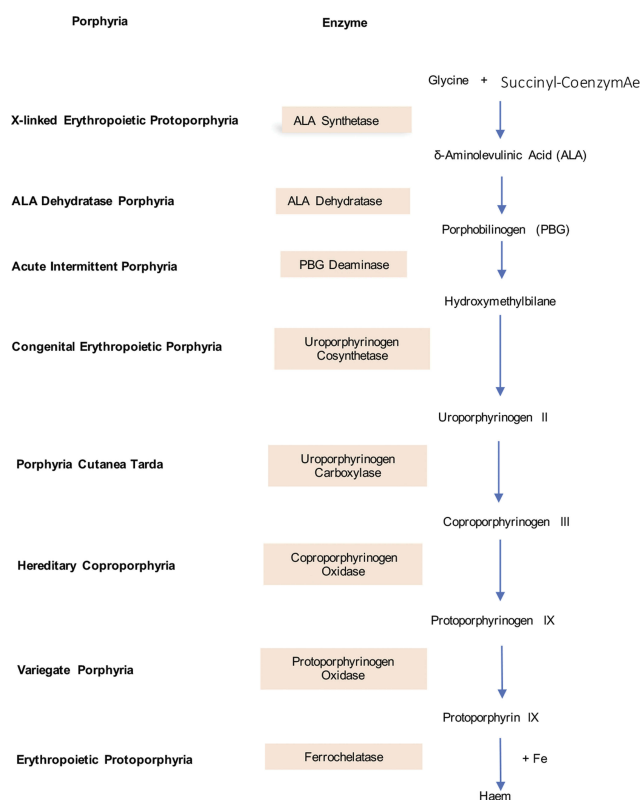 Porphyria Enzyme
Glycine + Succinyl-CoenzymAe
X-linked Erythropoietic Protoporphyria ALA Synthetase
δ-Aminolevulinic Acid (ALA)
ALA Dehydratase Porphyria ALA Dehydratase
Porphobilinogen (PBG)
Acute Intermittent Porphyria PBG Deaminase
Hydroxymethylbilane
Congenital Erythropoietic Porphyria Uroporphyrinogen
Cosynthetase
Uroporphyrinogen II
Porphyria Cutanea Tarda Uroporphyrinogen
Carboxylase
Coproporphyrinogen III
Hereditary Coproporphyria Coproporphyrinogen
Oxidase
Protoporphyrinogen IX
Variegate Porphyria Protoporphyrinogen
Oxidase
Protoporphyrin IX
Erythropoietic Protoporphyria Ferrochelatase + Fe
Haem